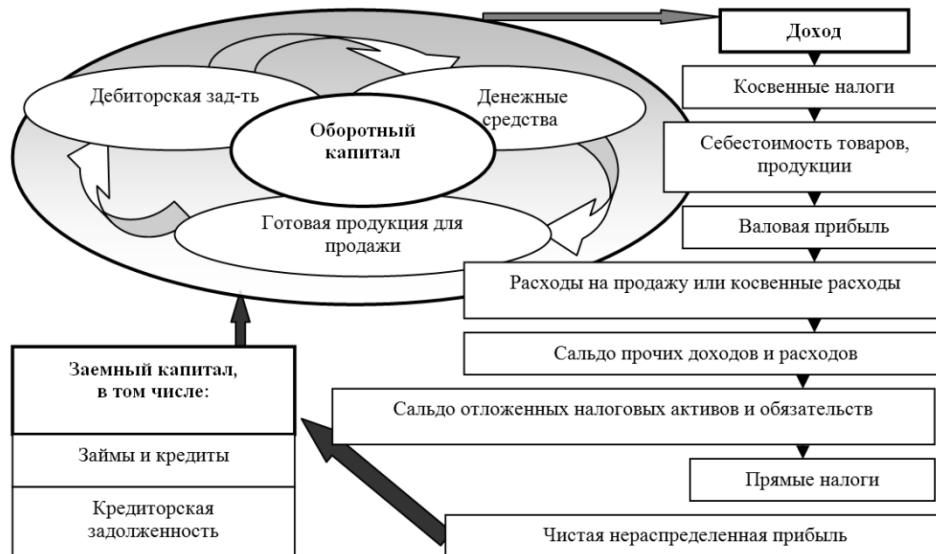 Дебиторская зад-ть
Денежные
средства
Оборотный
капитал
Готовая продукция для
продажи
Заемный капитал,
в том числе:
Займы и кредиты
Кредиторская
задолженность
Доход
Косвенные налоги
Себестоимость товаров,
продукции
Валовая прибыль
Расходы на продажу или косвенные расходы
Сальдо прочих доходов и расходов
Сальдо отложенных налоговых активов и обязательств
Прямые налоги
Чистая нераспределенная прибыль